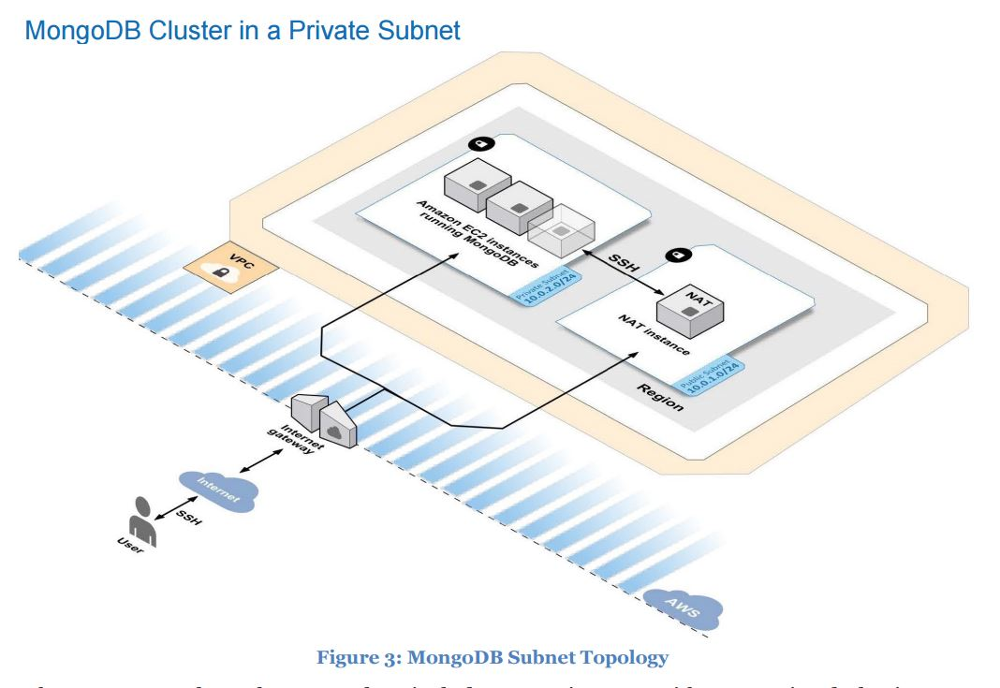 MongoDB Cluster in a Private Subnet
Amazon EC2 instances
running MongoDB
Private Subnet
10.0.2.0/24
SSH
NAT
NAT instance
Public Subnet
10.0.1.0/24
Region
VPC
Internet
gateway
Internet
SSH
User
AWS
Figure 3: MongoDB Subnet Topology